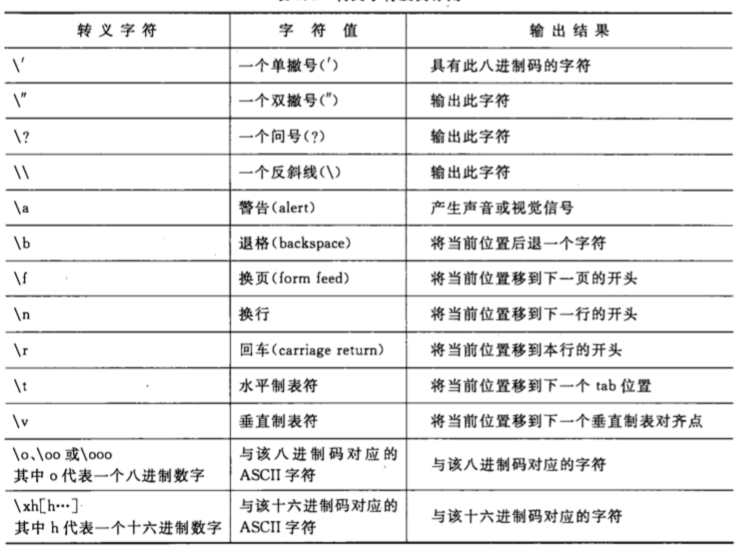 转义字符 字符值 输出结果
\' 一个单撇号(') 具有此八进制码的字符
\" 一个双撇号(") 输出此字符
\? 一个问号(?) 输出此字符
\\ 一个反斜线(\) 输出此字符
\a 警告(alert) 产生声音或视觉信号
\b 退格(backspace) 将当前位置后退一个字符
\f 换页(form feed) 将当前位置移到下一页的开头
\n 换行 将当前位置移到下一行的开头
\r 回车(carriage return) 将当前位置移到本行的开头
\t 水平制表符 将当前位置移到下一个 tab 位置
\v 垂直制表符 将当前位置移到下一个垂直制表对齐点
\o、\oo 或\ooo
其中 o 代表一个八进制数字
与该八进制码对应的
ASCII 字符
与该八进制码对应的字符
\xh[h…]
其中 h 代表一个十六进制数字
与该十六进制码对应的
ASCII 字符
与该十六进制码对应的字符